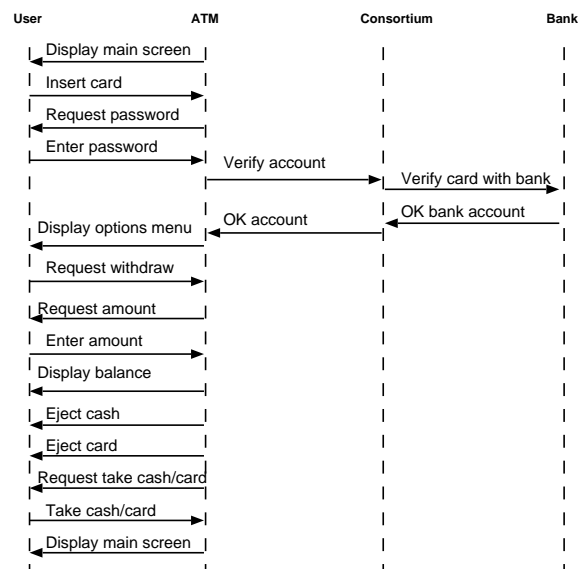 User ATM Consortium Bank
Display main screen
Insert card
Request password
Enter password
Verify account
Verify card with bank
OK bank account
OK account
Display options menu
Request withdraw
Request amount
Enter amount
Display balance
Eject cash
Eject card
Request take cash/card
Take cash/card
Display main screen